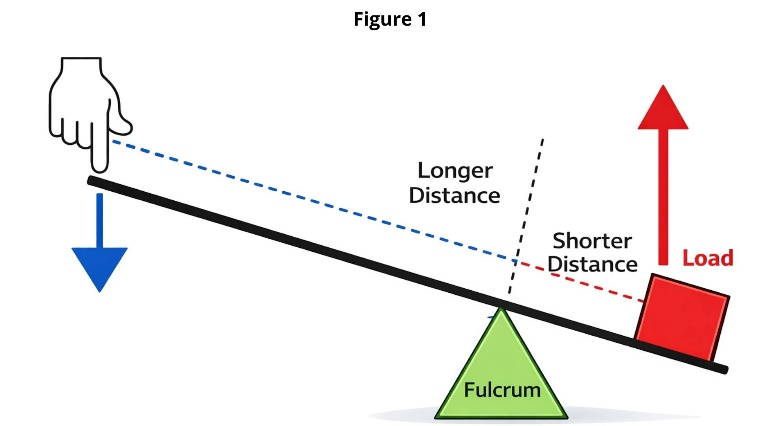 Figure 1
Longer
Distance
Shorter
Distance
Load
Fulcrum